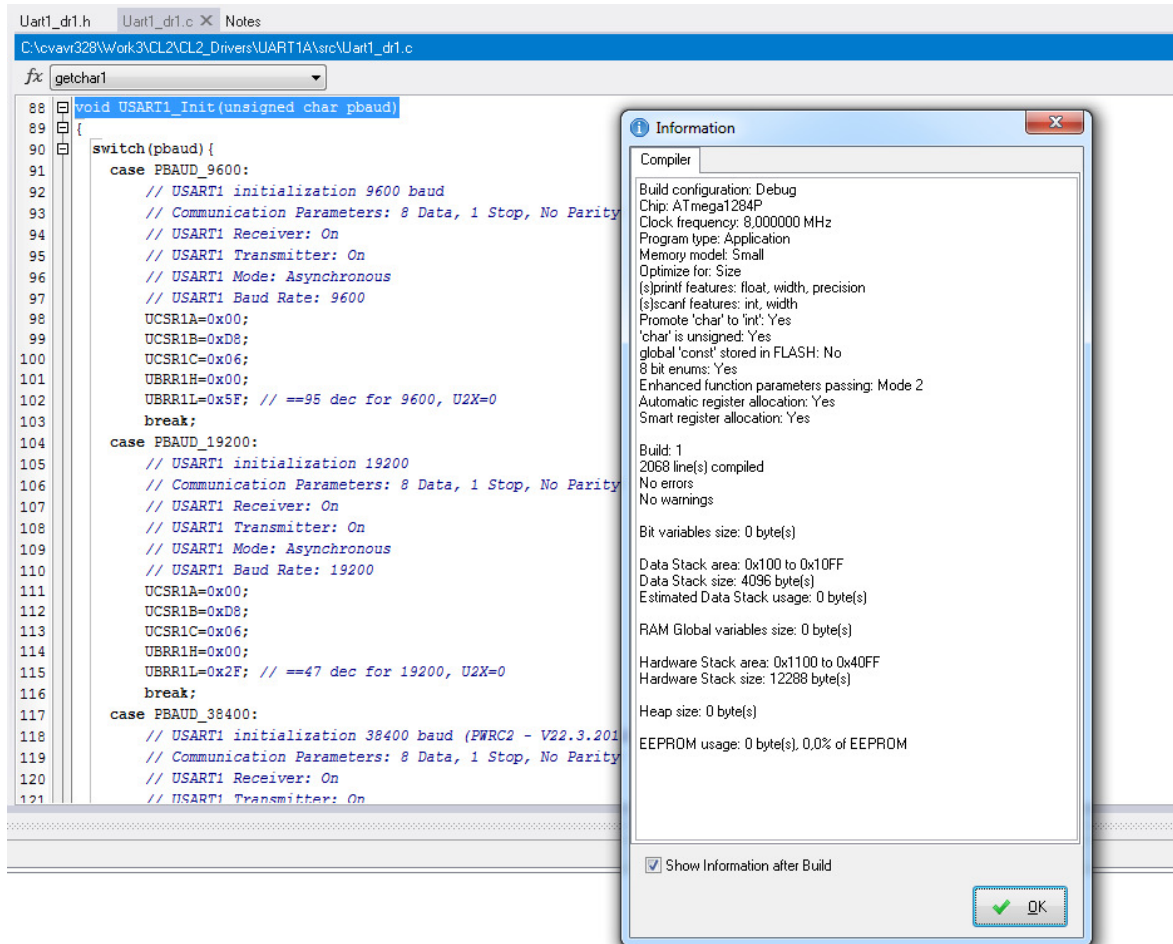 Uart1_dr1.h Uart1_dr1.c Notes
C:\cvavr328\Work3\CL2\CL2_Drivers\UART1A\src\Uart1_dr1.c
fx getchar1
88 void USART1_Init(unsigned char pbaud)
89 {
90 switch(pbaud){
91 case PBAUD_9600:
92 // USART1 initialization 9600 baud
93 // Communication Parameters: 8 Data, 1 Stop, No Parity
94 // USART1 Receiver: On
95 // USART1 Transmitter: On
96 // USART1 Mode: Asynchronous
97 // USART1 Baud Rate: 9600
98 UCSR1A=0x00;
99 UCSR1B=0xD8;
100 UCSR1C=0x06;
101 UBRR1H=0x00;
102 UBRR1L=0x5F; // ==95 dec for 9600, U2X=0
103 break;
104 case PBAUD_19200:
105 // USART1 initialization 19200
106 // Communication Parameters: 8 Data, 1 Stop, No Parity
107 // USART1 Receiver: On
108 // USART1 Transmitter: On
109 // USART1 Mode: Asynchronous
110 // USART1 Baud Rate: 19200
111 UCSR1A=0x00;
112 UCSR1B=0xD8;
113 UCSR1C=0x06;
114 UBRR1H=0x00;
115 UBRR1L=0x2F; // ==47 dec for 19200, U2X=0
116 break;
117 case PBAUD_38400:
118 // USART1 initialization 38400 baud (PWRC2 - V22.3.201
119 // Communication Parameters: 8 Data, 1 Stop, No Parity
120 // USART1 Receiver: On
121 // USART1 Transmitter: On
Information
Compiler
Build configuration: Debug
Chip: ATmega1284P
Clock frequency: 8,000000 MHz
Program type: Application
Memory model: Small
Optimize for: Size
(s)printf features: float, width, precision
(s)scanf features: int, width
Promote 'char' to 'int': Yes
'char' is unsigned: Yes
global 'const' stored in FLASH: No
8 bit enums: Yes
Enhanced function parameters passing: Mode 2
Automatic register allocation: Yes
Smart register allocation: Yes
Build: 1
2068 line(s) compiled
No errors
No warnings
Bit variables size: 0 byte(s)
Data Stack area: 0x100 to 0x10FF
Data Stack size: 4096 byte(s)
Estimated Data Stack usage: 0 byte(s)
RAM Global variables size: 0 byte(s)
Hardware Stack area: 0x1100 to 0x40FF
Hardware Stack size: 12288 byte(s)
Heap size: 0 byte(s)
EEPROM usage: 0 byte(s), 0,0% of EEPROM
Show Information after Build
OK